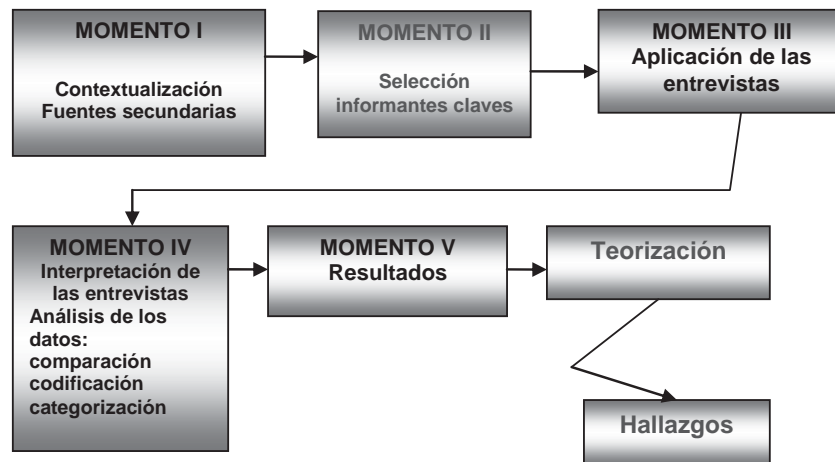 MOMENTO I
Contextualización
Fuentes secundarias
MOMENTO II
Selección
informantes claves
MOMENTO III
Aplicación de las
entrevistas
MOMENTO IV
Interpretación de
las entrevistas
Análisis de los
datos:
comparación
codificación
categorización
MOMENTO V
Resultados
Teorización
Hallazgos